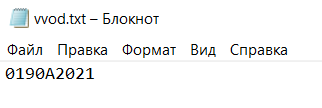 vvod.txt – Блокнот
Файл Правка Формат Вид Справка
0190A2021